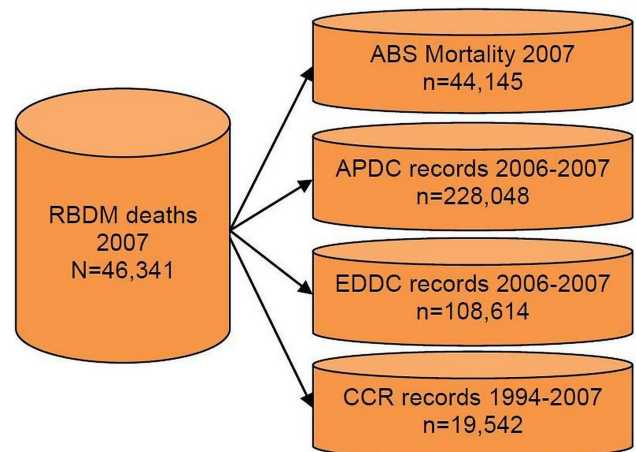 RBDM deaths
2007
N=46,341
ABS Mortality 2007
n=44,145
APDC records 2006-2007
n=228,048
EDDC records 2006-2007
n=108,614
CCR records 1994-2007
n=19,542